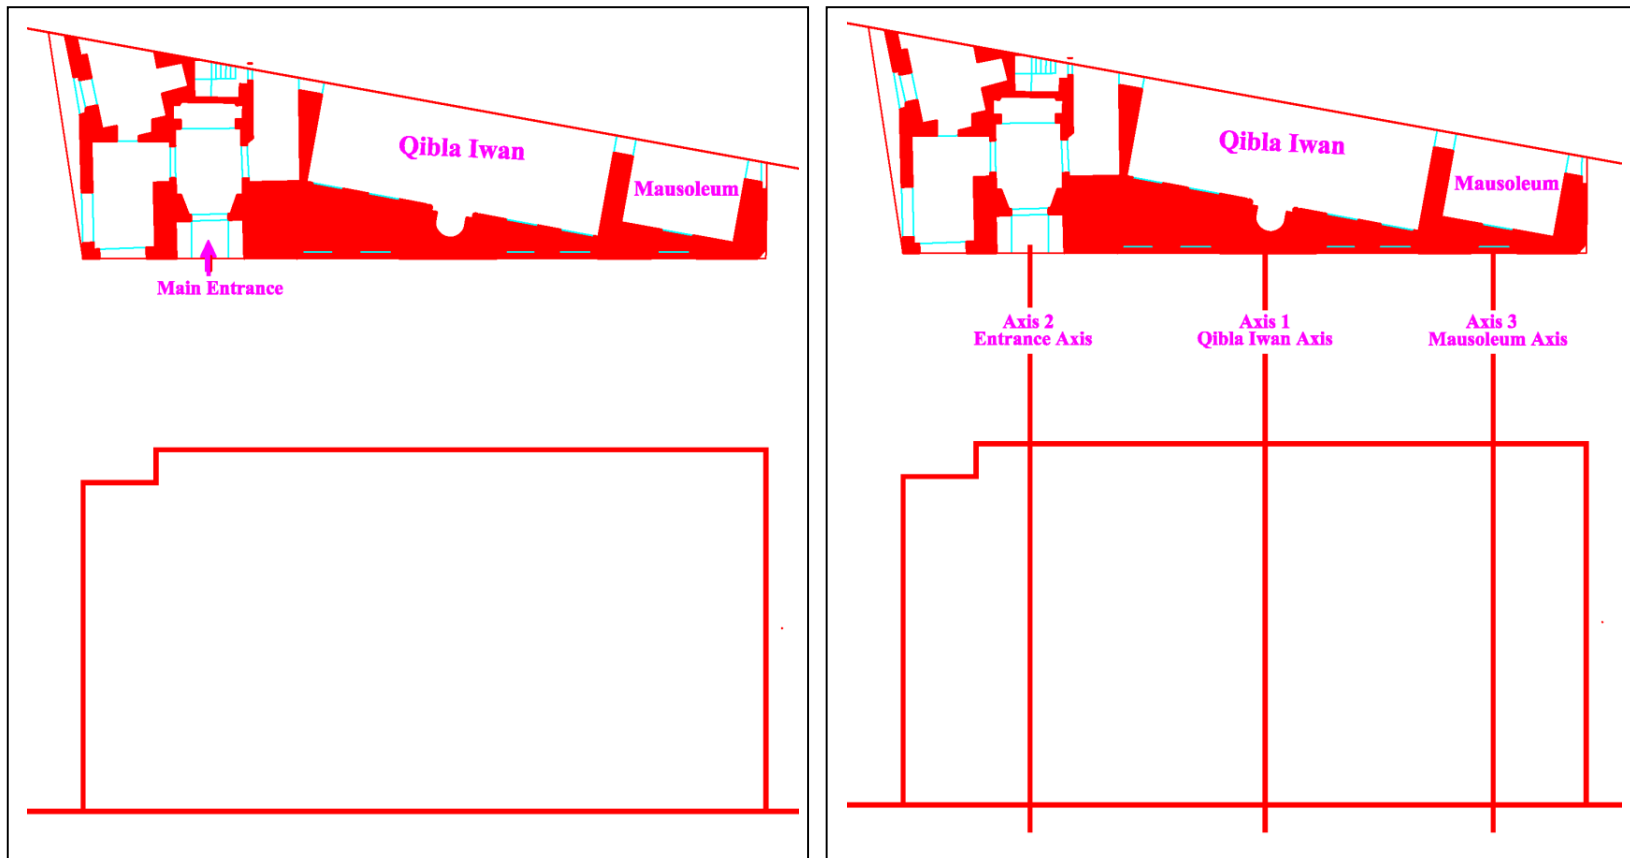 Qibla Iwan
Mausoleum
Main Entrance
Qibla Iwan
Mausoleum
Axis 2
Entrance Axis
Axis 1
Qibla Iwan Axis
Axis 3
Mausoleum Axis